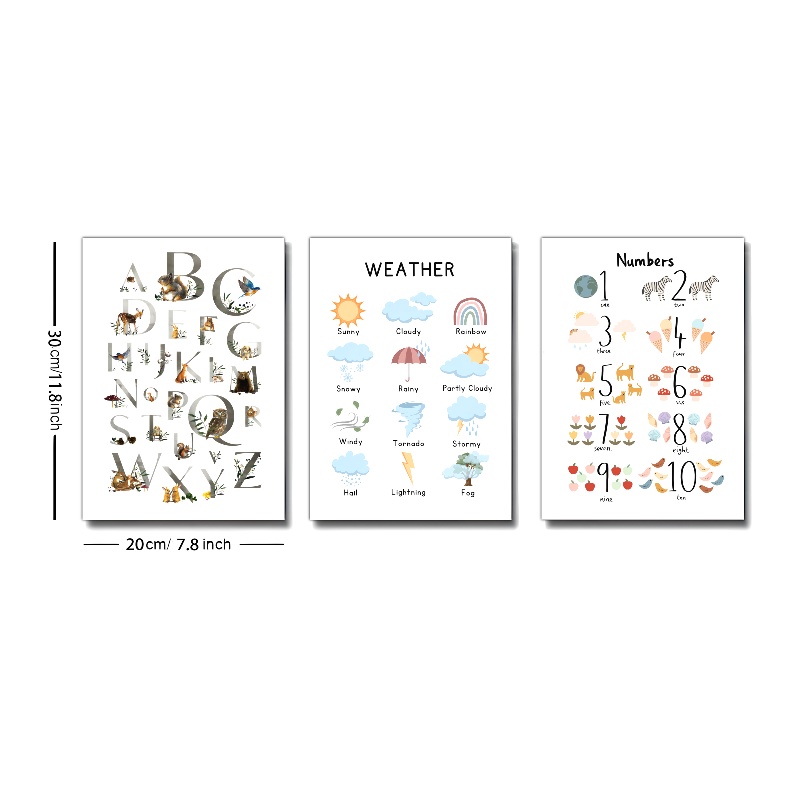 30cm/11.8inch
20cm/ 7.8 inch
A B C
D E F G
H I J K L M
N O P Q R
S T U V
W X Y Z
WEATHER
Sunny Cloudy Rainbow
Snowy Rainy Partly Cloudy
Windy Tornado Stormy
Hail Lightning Fog
Numbers
1 2
one two
3 4
three four
5 6
five six
7 8
seven eight
9 10
nine ten